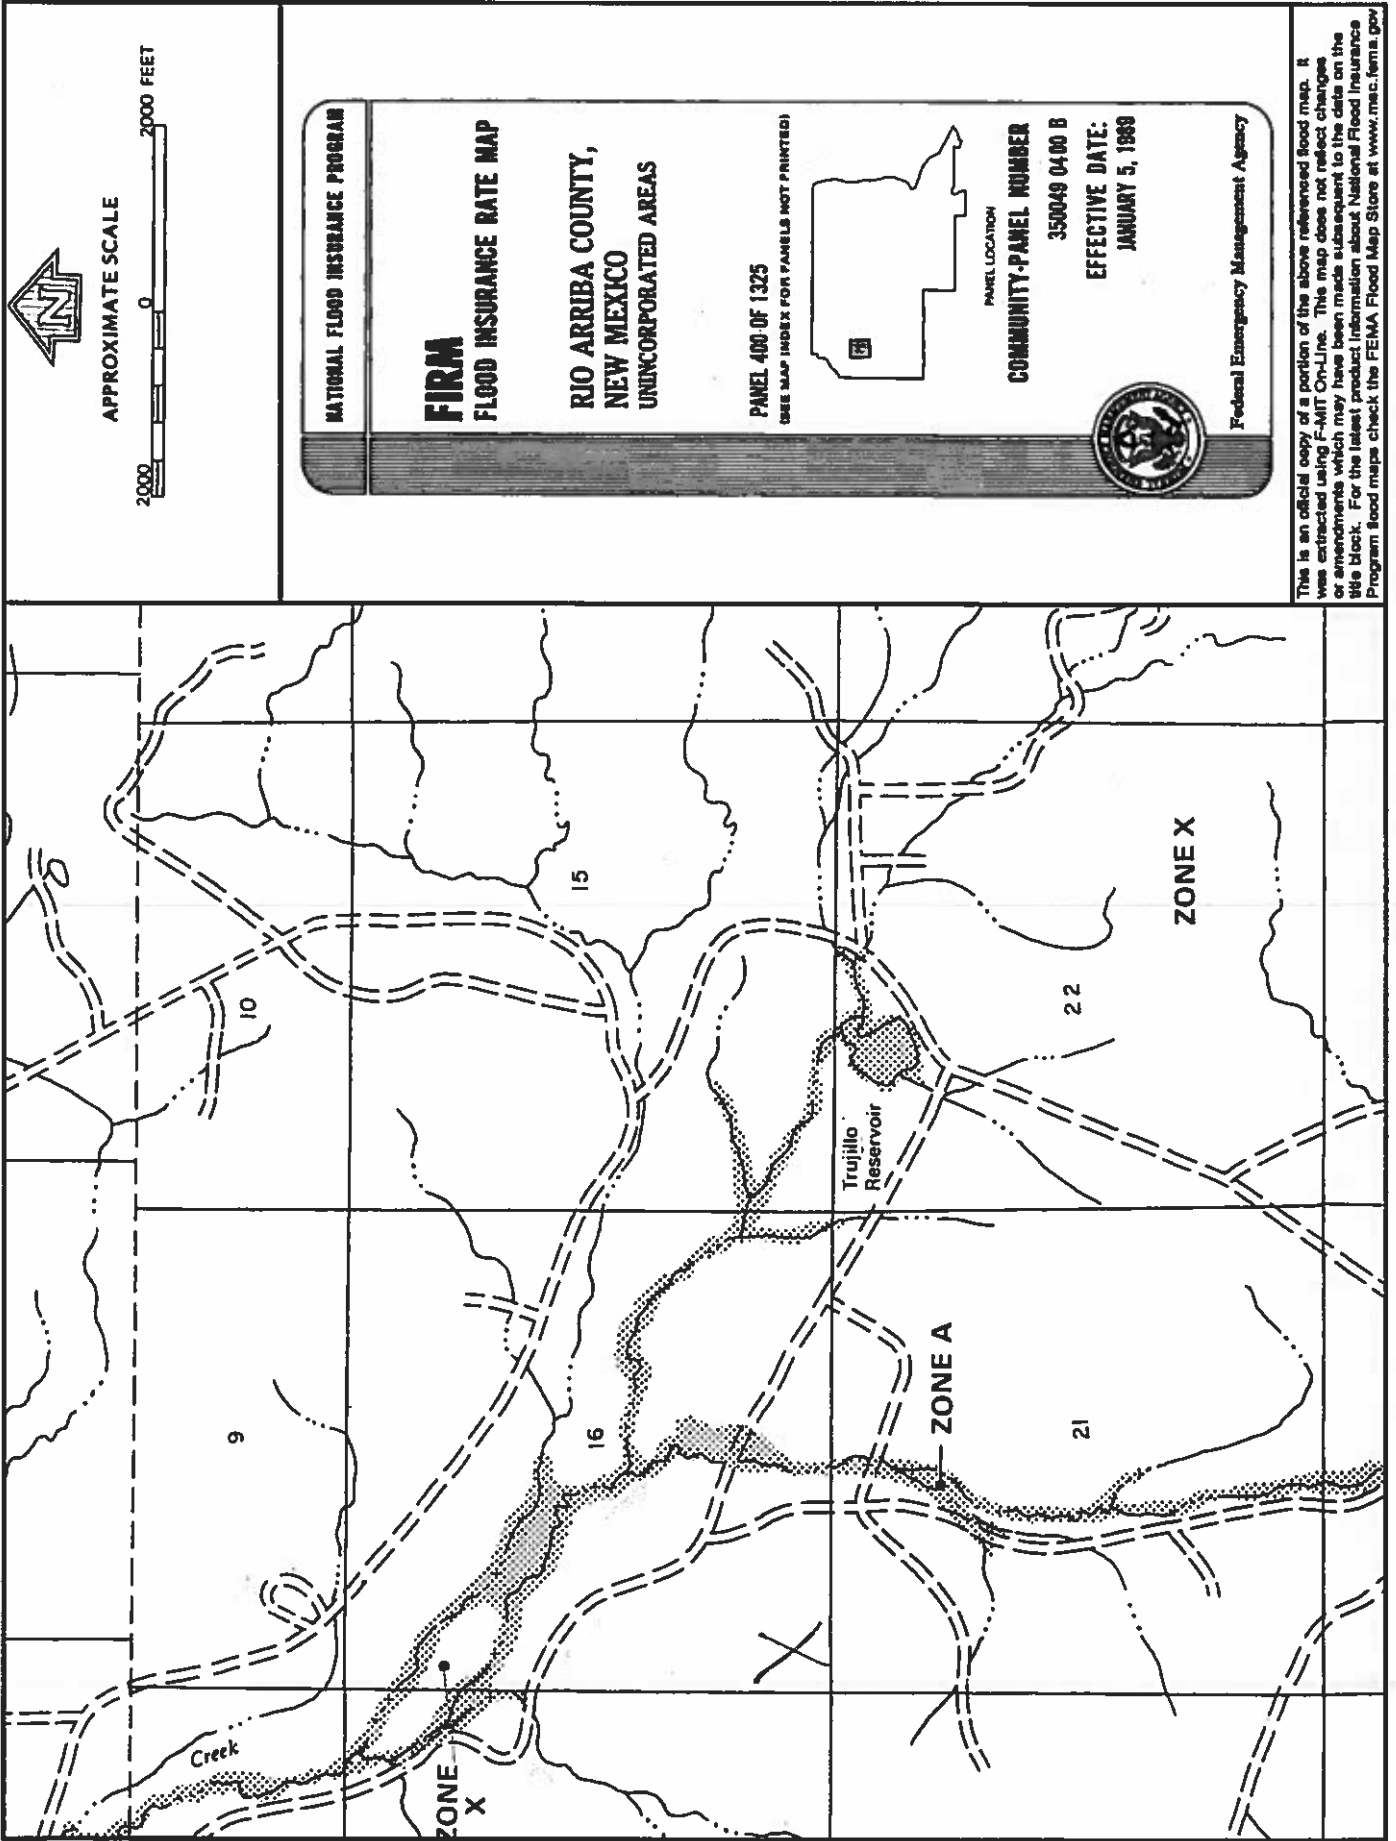 APPROXIMATE SCALE
2000 0 2000 FEET
NATIONAL FLOOD INSURANCE PROGRAM
FIRM
FLOOD INSURANCE RATE MAP
RIO ARRIBA COUNTY,
NEW MEXICO
UNINCORPORATED AREAS
PANEL 400 OF 1325
(SEE MAP INDEX FOR PANELS NOT PRINTED)
PANEL LOCATION
COMMUNITY-PANEL NUMBER
350049 0400 B
EFFECTIVE DATE:
JANUARY 5, 1989
Federal Emergency Management Agency
This is an official copy of a portion of the above referenced flood map. It
was extracted using F-MIT On-Line. This map does not reflect changes
or amendments which may have been made subsequent to the date on the
title block. For the latest product information about National Flood Insurance
Program flood maps check the FEMA Flood Map Store at www.msc.fema.gov
Creek
9
10
ZONE
X
16
15
Trujillo
Reservoir
ZONE A
21
22
ZONE X